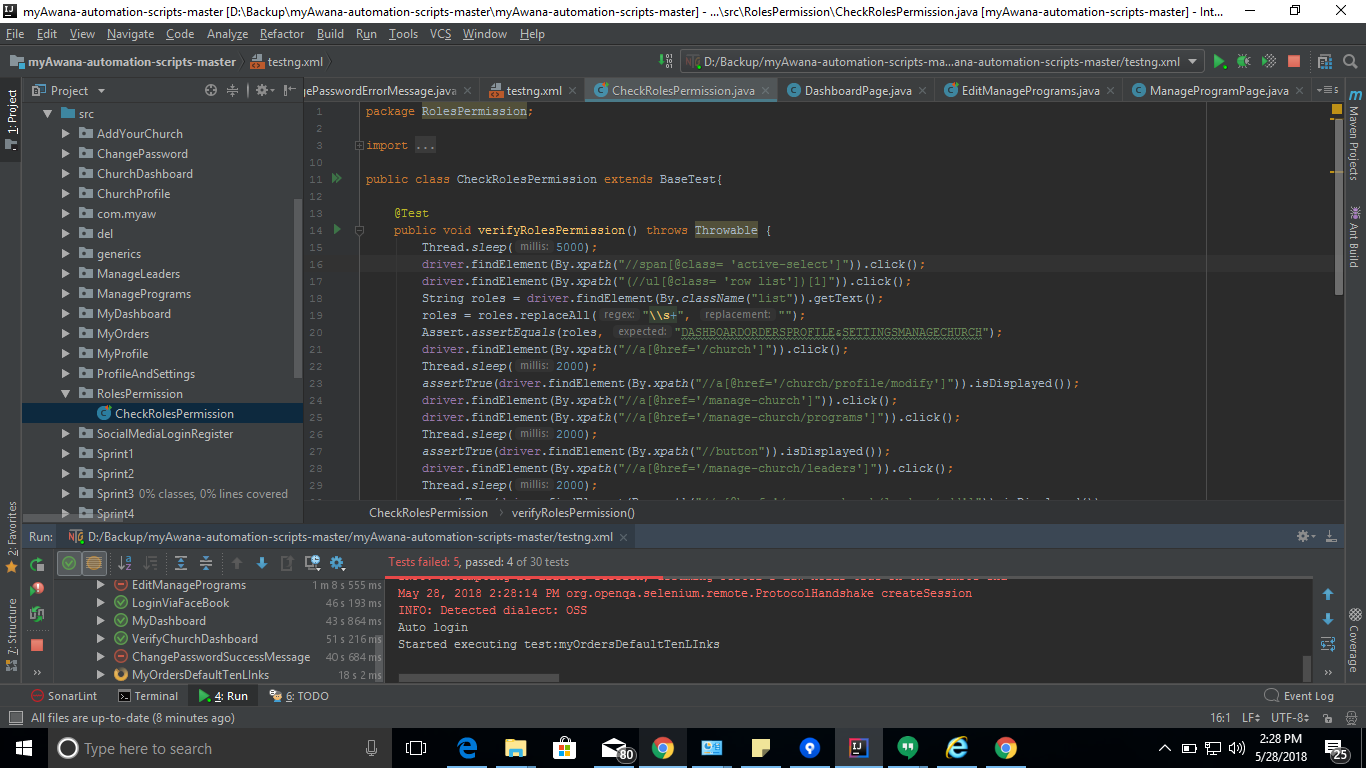 myAwana-automation-scripts-master [D:\Backup\myAwana-automation-scripts-master\myAwana-automation-scripts-master] - ...\src\RolesPermission\CheckRolesPermission.java [myAwana-automation-scripts-master] - Int...
File Edit View Navigate Code Analyze Refactor Build Run Tools VCS Window Help
myAwana-automation-scripts-master testng.xml D:/Backup/myAwana-automation-scripts-ma...ana-automation-scripts-master/testng.xml
Project gePasswordErrorMessage.java testng.xml CheckRolesPermission.java DashboardPage.java EditManagePrograms.java ManageProgramPage.java
1: Project
2: Favorites
Z: Structure
Maven Projects
Ant Build
Coverage
src
AddYourChurch
ChangePassword
ChurchDashboard
ChurchProfile
com.myaw
del
generics
ManageLeaders
ManagePrograms
MyDashboard
MyOrders
MyProfile
ProfileAndSettings
RolesPermission
CheckRolesPermission
SocialMediaLoginRegister
Sprint1
Sprint2
Sprint3 0% classes, 0% lines covered
Sprint4
1 package RolesPermission;
2
3 import ...
10
11 public class CheckRolesPermission extends BaseTest{
12
13 @Test
14 public void verifyRolesPermission() throws Throwable {
15 Thread.sleep( millis: 5000);
16 driver.findElement(By.xpath("//span[@class= 'active-select']")).click();
17 driver.findElement(By.xpath("(//ul[@class= 'row list'])[1]")).click();
18 String roles = driver.findElement(By.className("list")).getText();
19 roles = roles.replaceAll( regex: "\\s+", replacement: "");
20 Assert.assertEquals(roles, expected: "DASHBOARDORDERSPROFILE&SETTINGSMANAGECHURCH");
21 driver.findElement(By.xpath("//a[@href='/church']")).click();
22 Thread.sleep( millis: 2000);
23 assertTrue(driver.findElement(By.xpath("//a[@href='/church/profile/modify']")).isDisplayed());
24 driver.findElement(By.xpath("//a[@href='/manage-church']")).click();
25 driver.findElement(By.xpath("//a[@href='/manage-church/programs']")).click();
26 Thread.sleep( millis: 2000);
27 assertTrue(driver.findElement(By.xpath("//button")).isDisplayed());
28 driver.findElement(By.xpath("//a[@href='/manage-church/leaders']")).click();
29 Thread.sleep( millis: 2000);
CheckRolesPermission verifyRolesPermission()
Run: D:/Backup/myAwana-automation-scripts-master/myAwana-automation-scripts-master/testng.xml
Tests failed: 5, passed: 4 of 30 tests
EditManagePrograms 1 m 8 s 555 ms
LoginViaFaceBook 46 s 193 ms
MyDashboard 43 s 864 ms
VerifyChurchDashboard 51 s 216 ms
ChangePasswordSuccessMessage 40 s 684 ms
MyOrdersDefaultTenLInks 18 s 2 ms
May 28, 2018 2:28:14 PM org.openqa.selenium.remote.ProtocolHandshake createSession
INFO: Detected dialect: OSS
Auto login
Started executing test:myOrdersDefaultTenLInks
SonarLint Terminal 4: Run 6: TODO Event Log
All files are up-to-date (8 minutes ago) 16:1 LF UTF-8
Type here to search 80 2:28 PM
5/28/2018 25